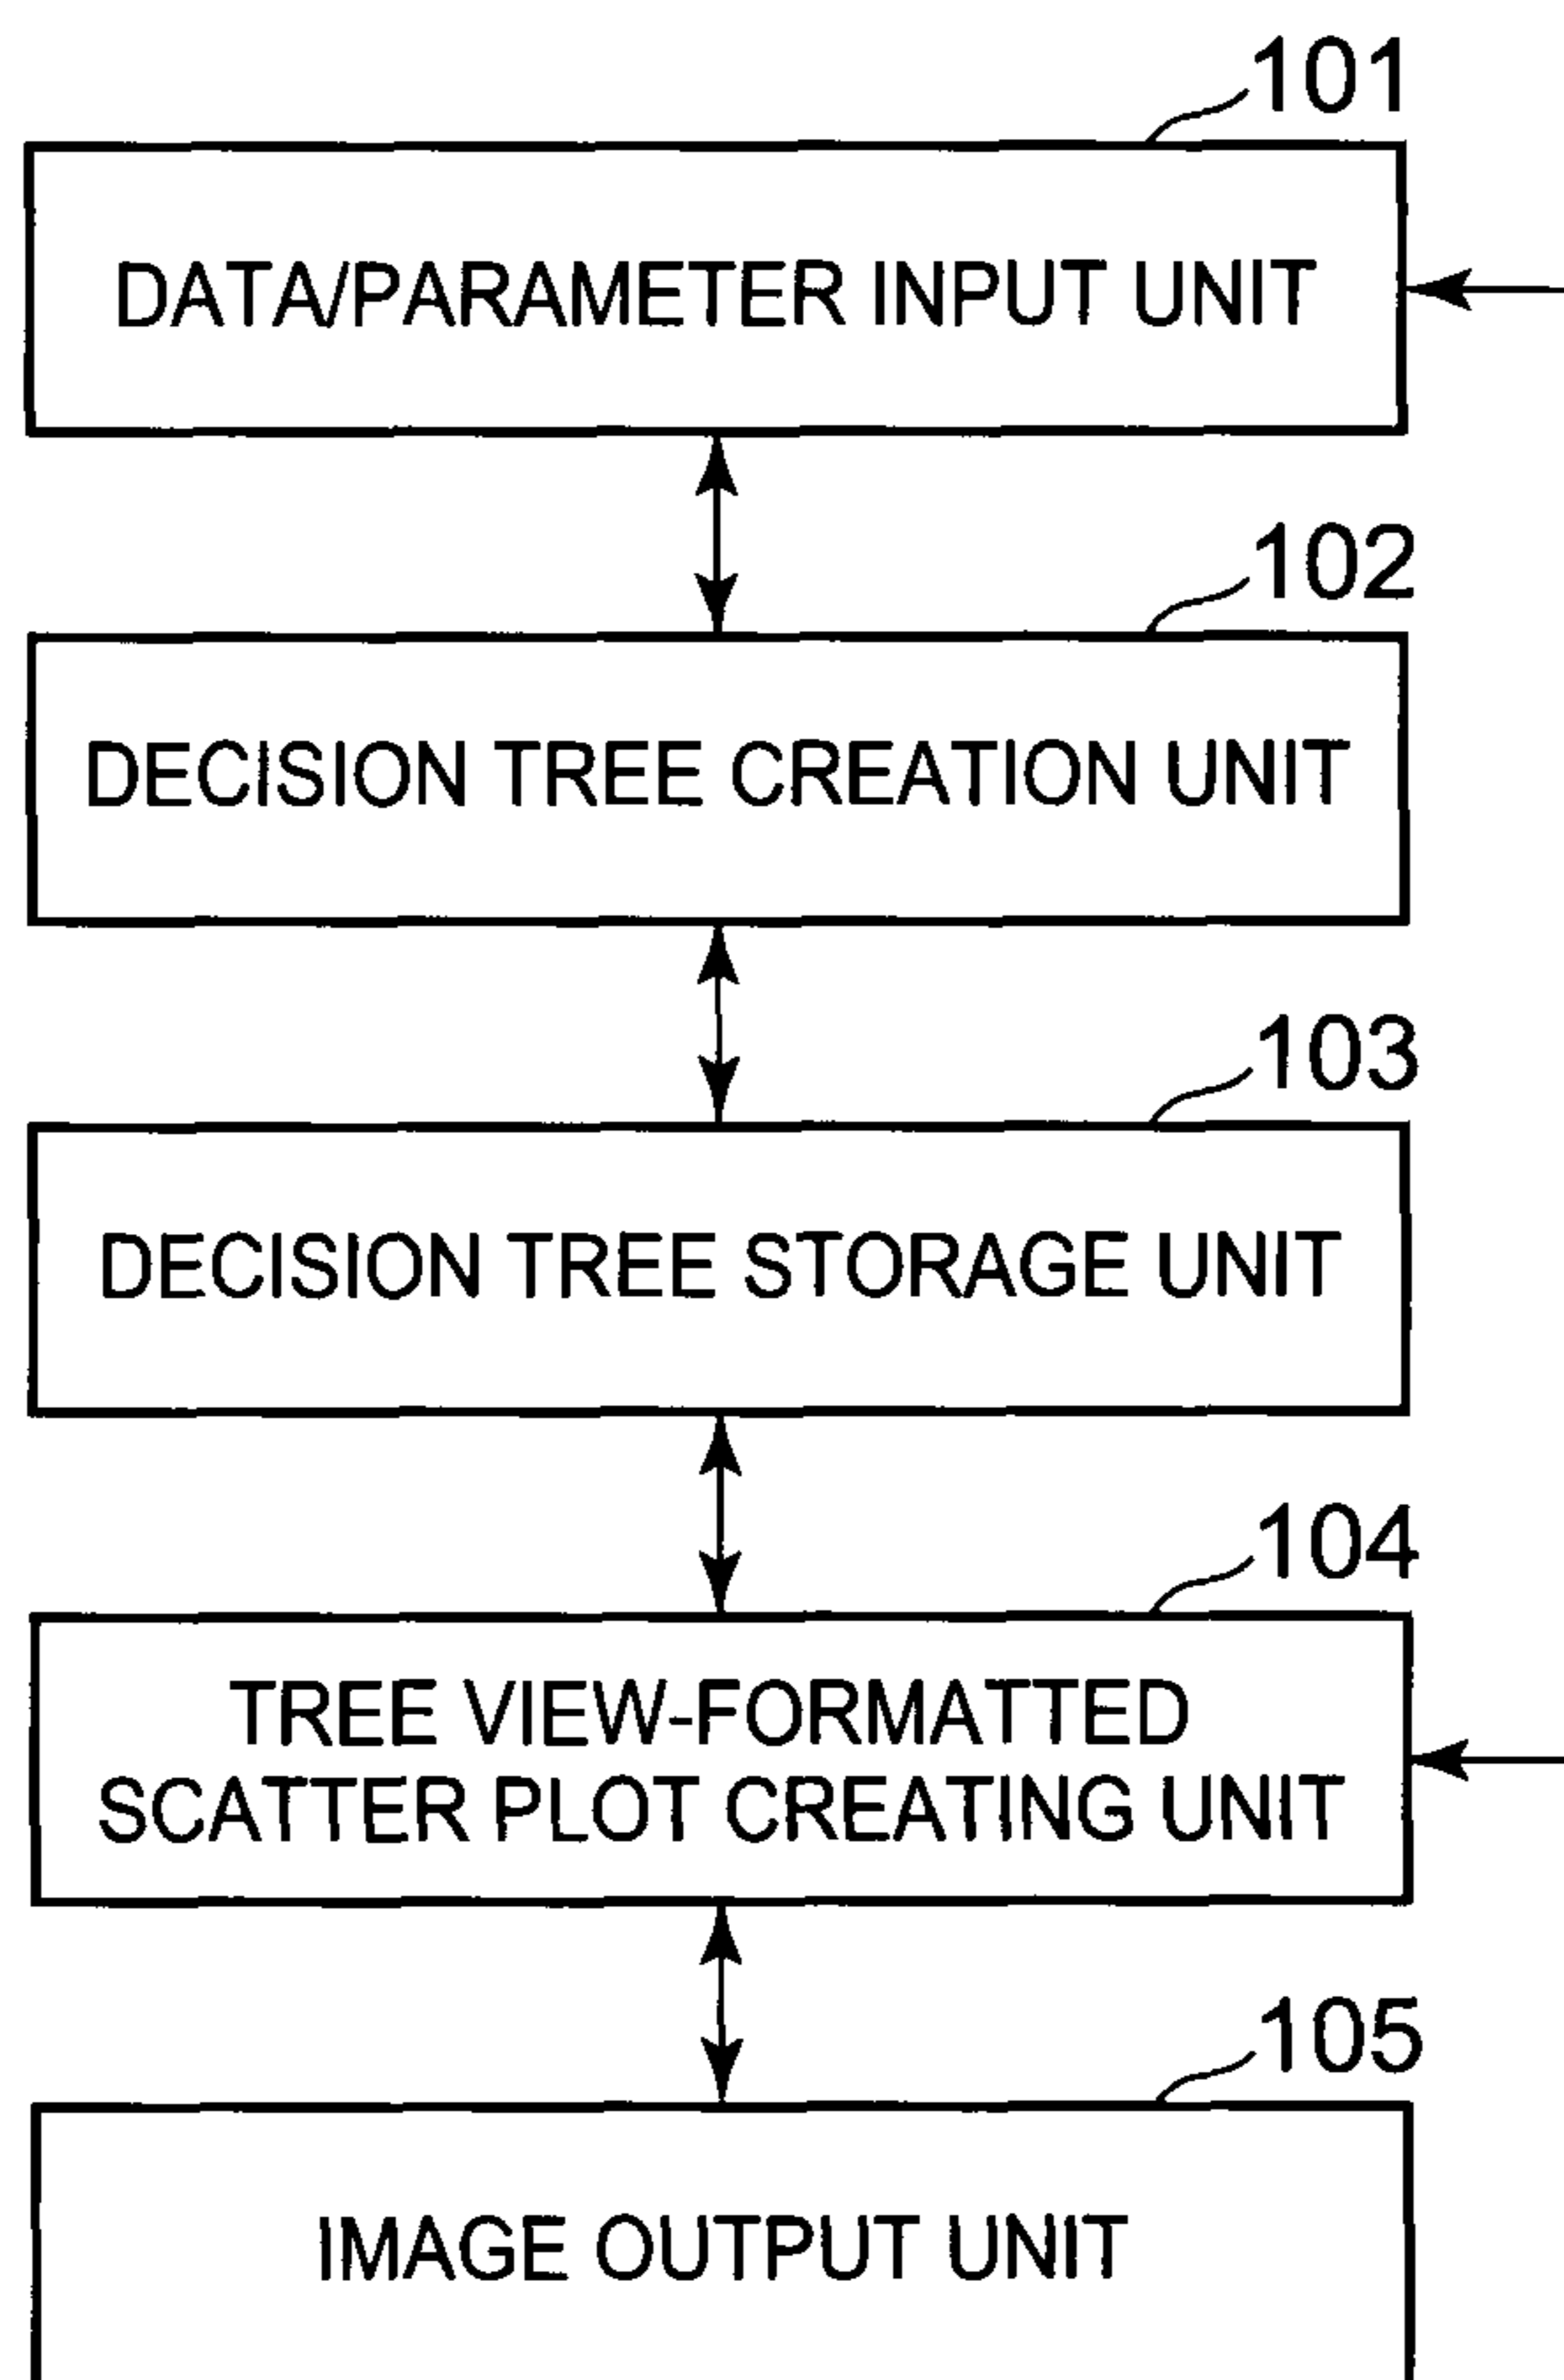 101
DATA/PARAMETER INPUT UNIT
102
DECISION TREE CREATION UNIT
103
DECISION TREE STORAGE UNIT
104
TREE VIEW-FORMATTED
SCATTER PLOT CREATING UNIT
105
IMAGE OUTPUT UNIT